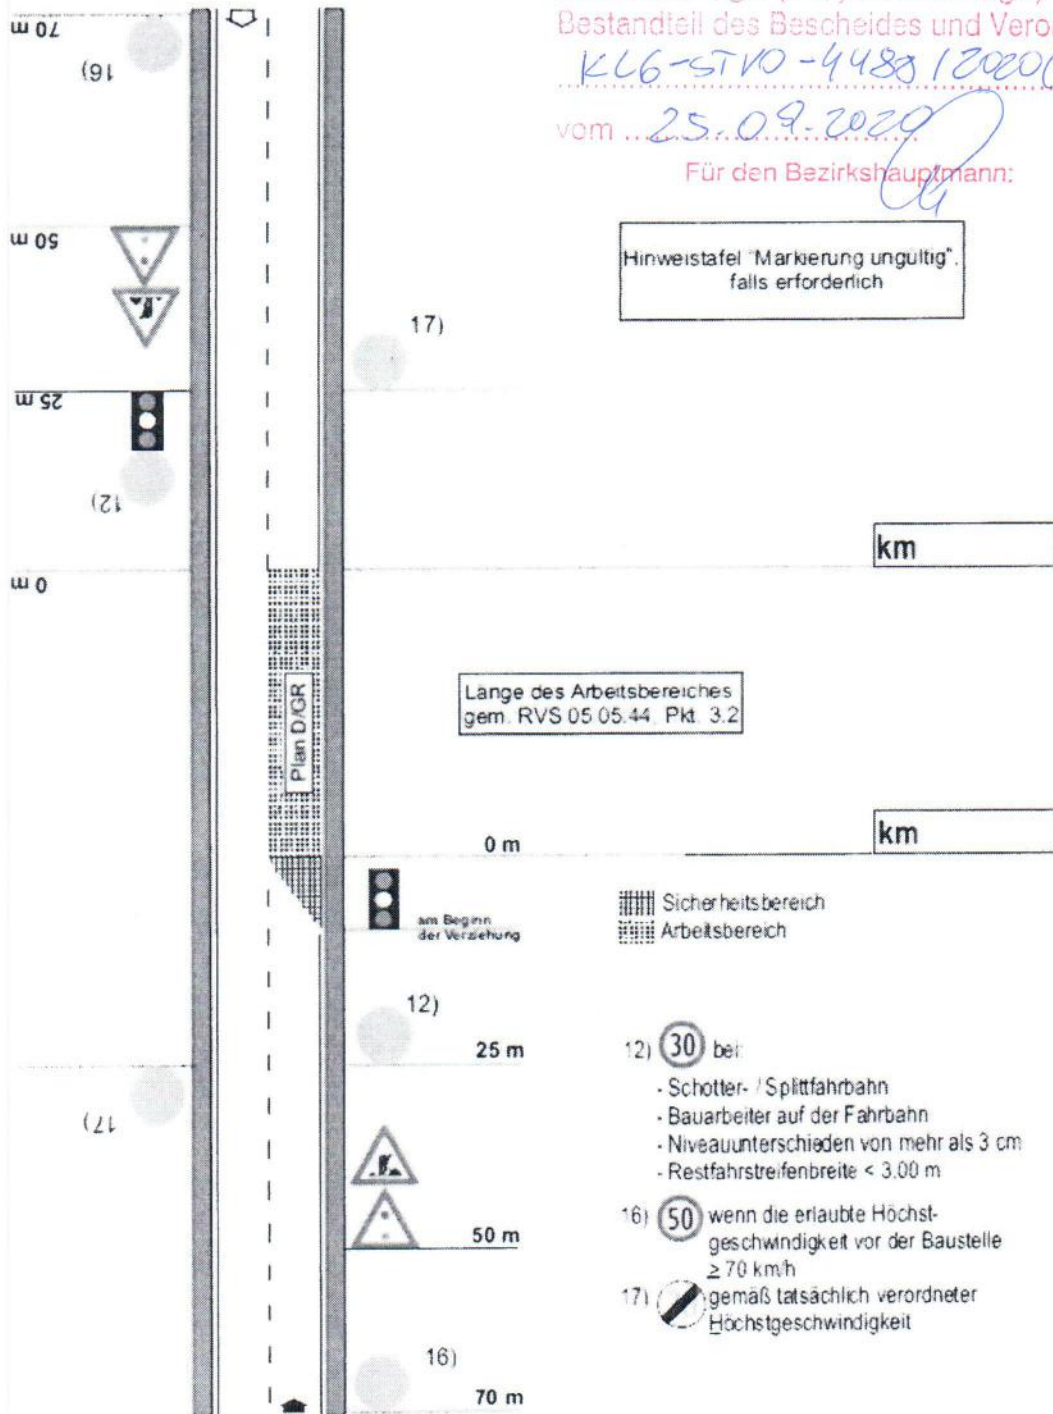 Bestandteil des Bescheides und Vero
KL6-STVO-4488/2020(
vom 25.09.2020
Für den Bezirkshauptmann:
70 m
16)
50 m
Hinweistafel "Markierung ungültig",
falls erforderlich
17)
25 m
12)
km
0 m
Länge des Arbeitsbereiches
gem. RVS 05.05.44, Pkt. 3.2
Plan D/GR
km
0 m
am Beginn
der Verziehung
Sicherheitsbereich
Arbeitsbereich
12)
25 m
17)
12) 30 bei:
- Schotter- / Splittfahrbahn
- Bauarbeiter auf der Fahrbahn
- Niveauunterschieden von mehr als 3 cm
- Restfahrstreifenbreite < 3.00 m
50 m
16) 50 wenn die erlaubte Höchst-
geschwindigkeit vor der Baustelle
≥ 70 km/h
17) gemäß tatsächlich verordneter
Höchstgeschwindigkeit
16)
70 m